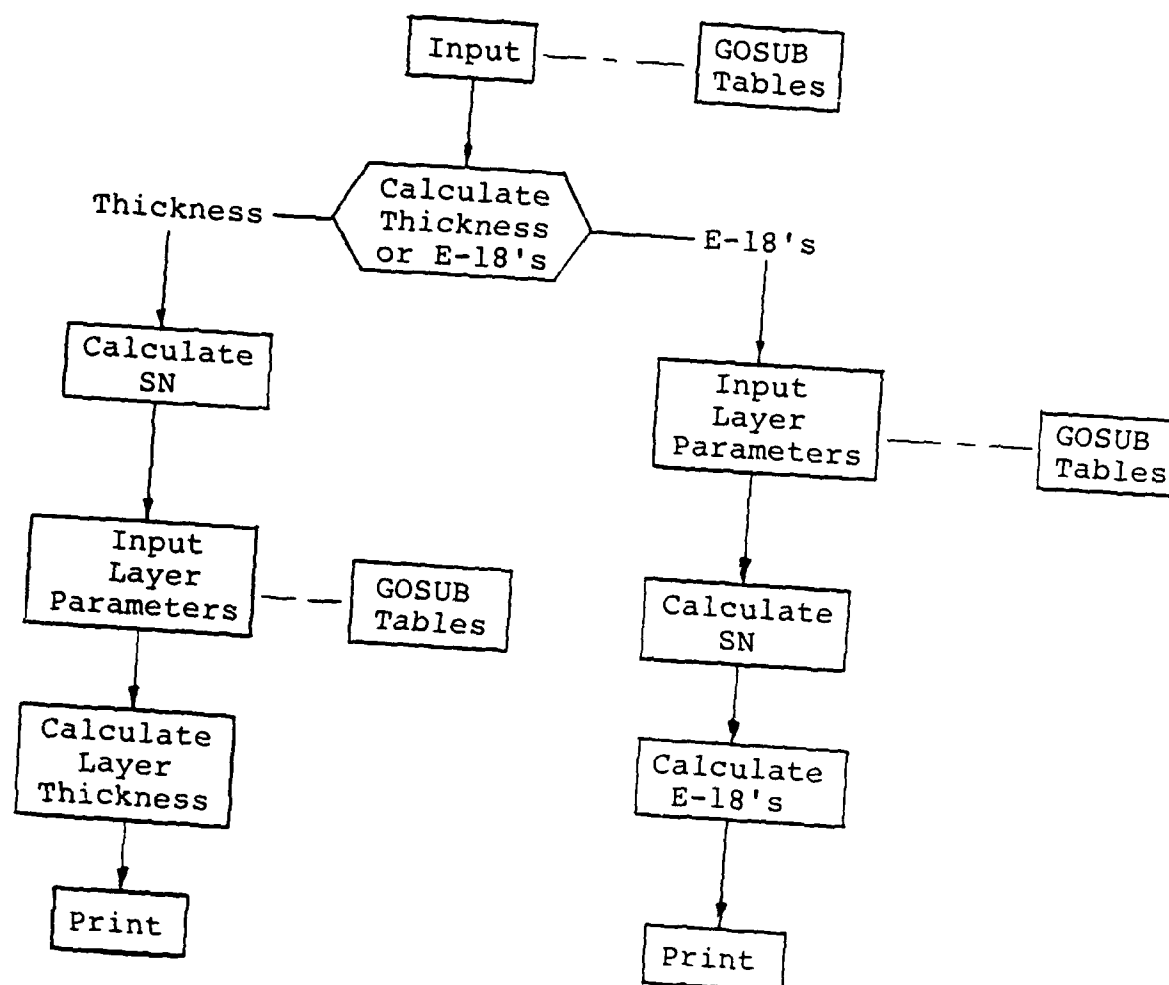 Input
GOSUB
Tables
Calculate
Thickness
or E-18's
Thickness
E-18's
Calculate
SN
Input
Layer
Parameters
GOSUB
Tables
Input
Layer
Parameters
GOSUB
Tables
Calculate
SN
Calculate
Layer
Thickness
Calculate
E-18's
Print
Print